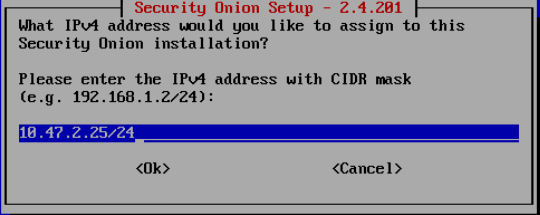 Security Onion Setup - 2.4.201
What IPv4 address would you like to assign to this
Security Onion installation?
Please enter the IPv4 address with CIDR mask
(e.g. 192.168.1.2/24):
10.47.2.25/24
<Ok> <Cancel>